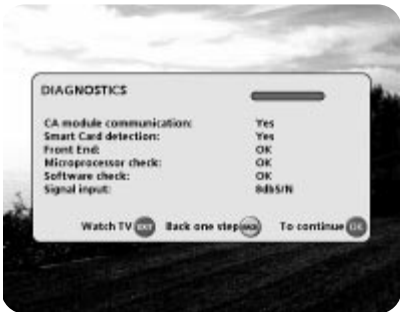 DIAGNOSTICS
CA module communication: Yes
Smart Card detection: Yes
Front End: OK
Microprocessor check: OK
Software check: OK
Signal input: 8dbS/N
Watch TV EXIT Back one step BACK To continue OK